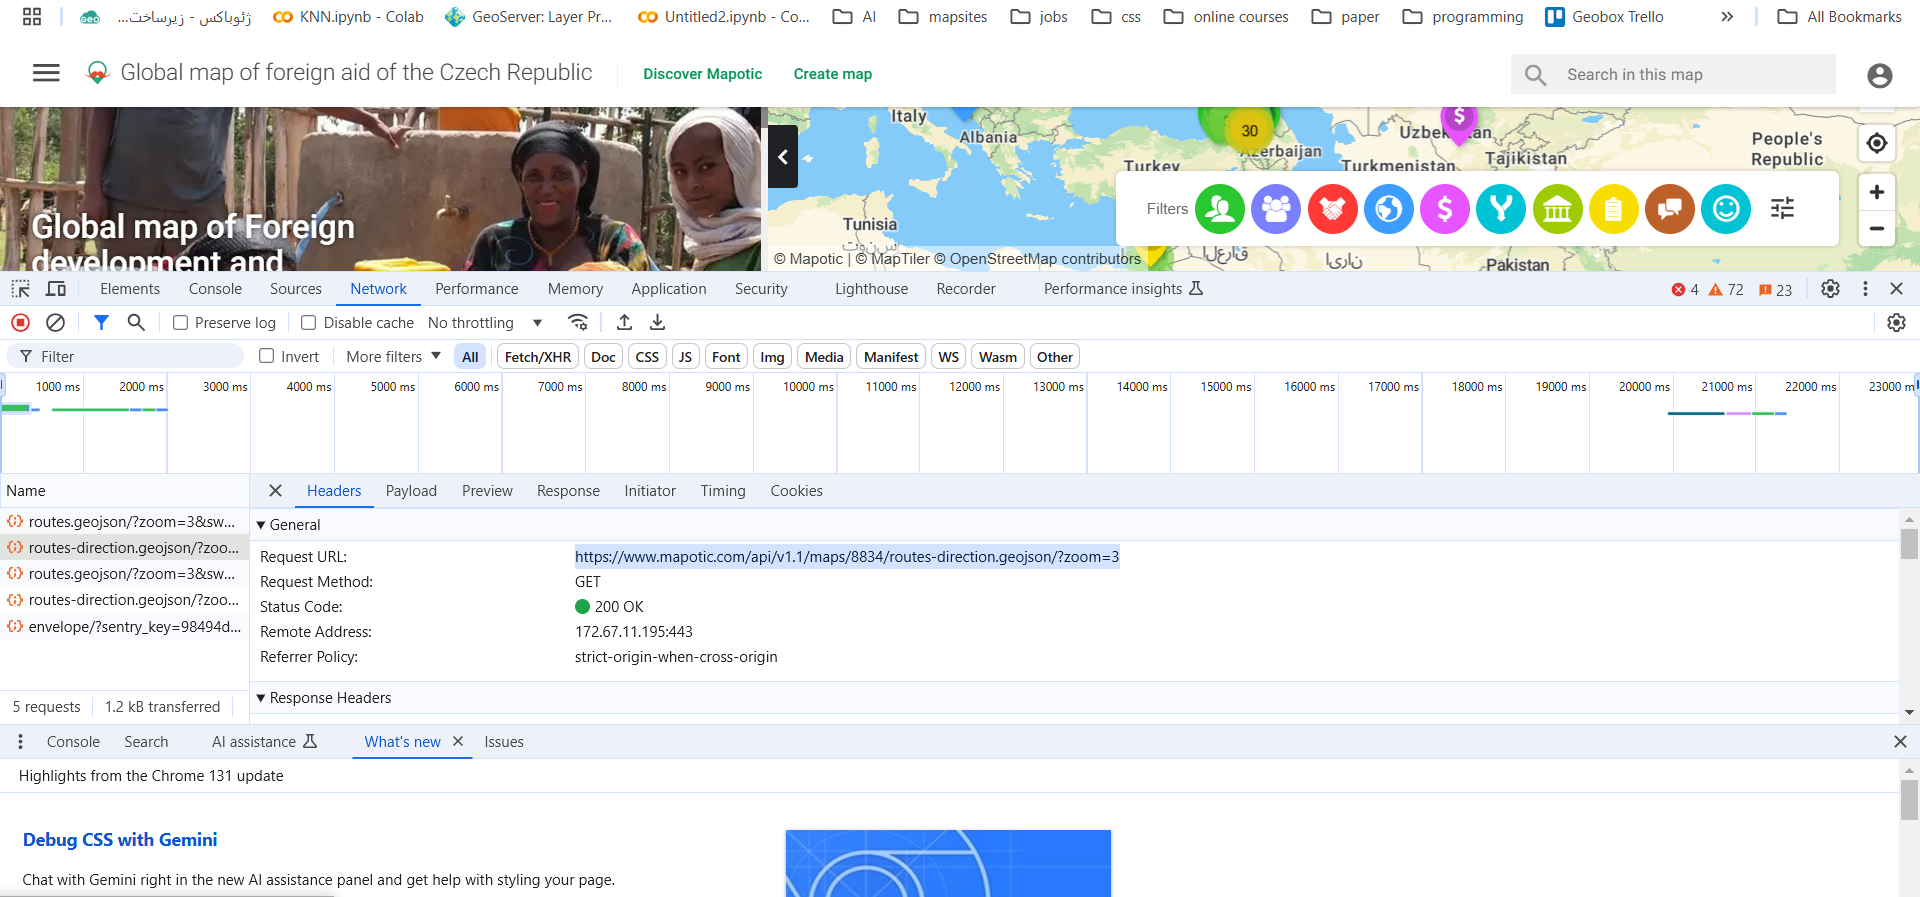 ژئوباکس - زیرساخت...
KNN.ipynb - Colab
GeoServer: Layer Pr...
Untitled2.ipynb - Co...
AI
mapsites
jobs
css
online courses
paper
programming
Geobox Trello
All Bookmarks
Global map of foreign aid of the Czech Republic
Discover Mapotic
Create map
Search in this map
Global map of Foreign
development and
Italy
Albania
30
Turkey
Tunisia
Turkmenistan
Tajikistan
People's
Republic
Pakistan
Filters
© Mapotic | © MapTiler © OpenStreetMap contributors
Elements
Console
Sources
Network
Performance
Memory
Application
Security
Lighthouse
Recorder
Performance insights
4
72
23
Preserve log
Disable cache
No throttling
Filter
Invert
More filters
All
Fetch/XHR
Doc
CSS
JS
Font
Img
Media
Manifest
WS
Wasm
Other
1000 ms
2000 ms
3000 ms
4000 ms
5000 ms
6000 ms
7000 ms
8000 ms
9000 ms
10000 ms
11000 ms
12000 ms
13000 ms
14000 ms
15000 ms
16000 ms
17000 ms
18000 ms
19000 ms
20000 ms
21000 ms
22000 ms
23000 m
Name
Headers
Payload
Preview
Response
Initiator
Timing
Cookies
routes.geojson/?zoom=3&sw...
routes-direction.geojson/?zoo...
routes.geojson/?zoom=3&sw...
routes-direction.geojson/?zoo...
envelope/?sentry_key=98494d...
General
Request URL: https://www.mapotic.com/api/v1.1/maps/8834/routes-direction.geojson/?zoom=3
Request Method: GET
Status Code: 200 OK
Remote Address: 172.67.11.195:443
Referrer Policy: strict-origin-when-cross-origin
Response Headers
5 requests
1.2 kB transferred
Console
Search
AI assistance
What's new
Issues
Highlights from the Chrome 131 update
Debug CSS with Gemini
Chat with Gemini right in the new AI assistance panel and get help with styling your page.